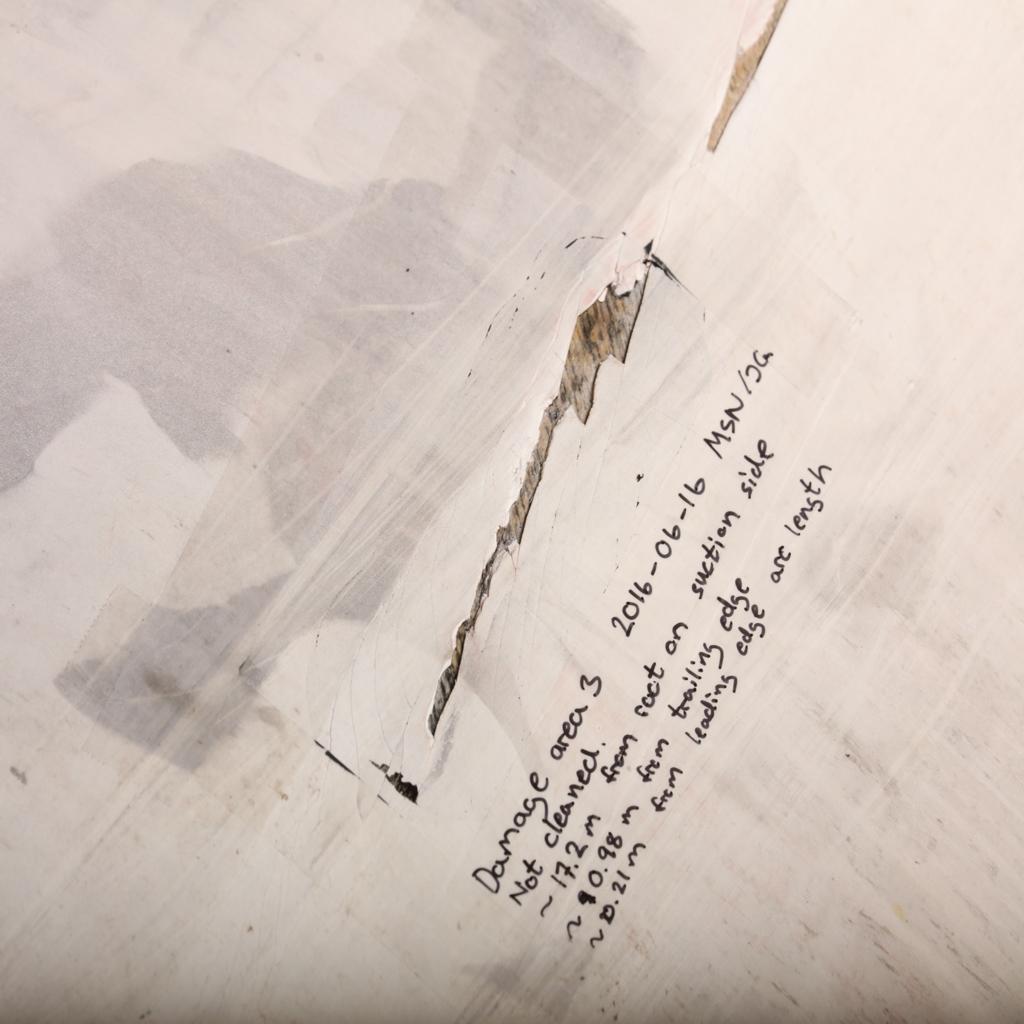 Damage area 3 2016-06-16 MSN/JG
Not cleaned.
~ 17.2 m from root on suction side
~ 0.98 m from trailing edge
~ 0.21 m from leading edge arc length